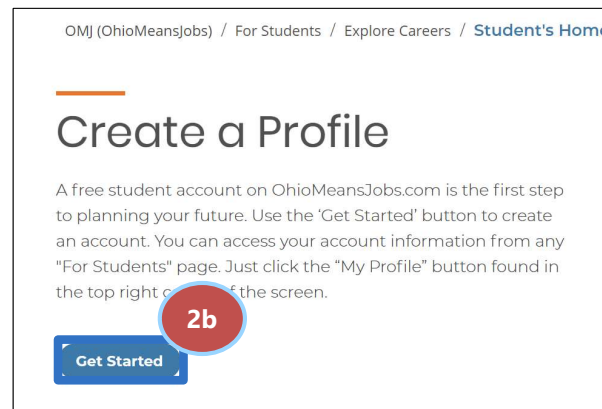 OMJ (OhioMeansJobs) / For Students / Explore Careers / Student's Home
Create a Profile
A free student account on OhioMeansJobs.com is the first step
to planning your future. Use the ‘Get Started’ button to create
an account. You can access your account information from any
"For Students" page. Just click the “My Profile” button found in
the top right of the screen.
2b
Get Started